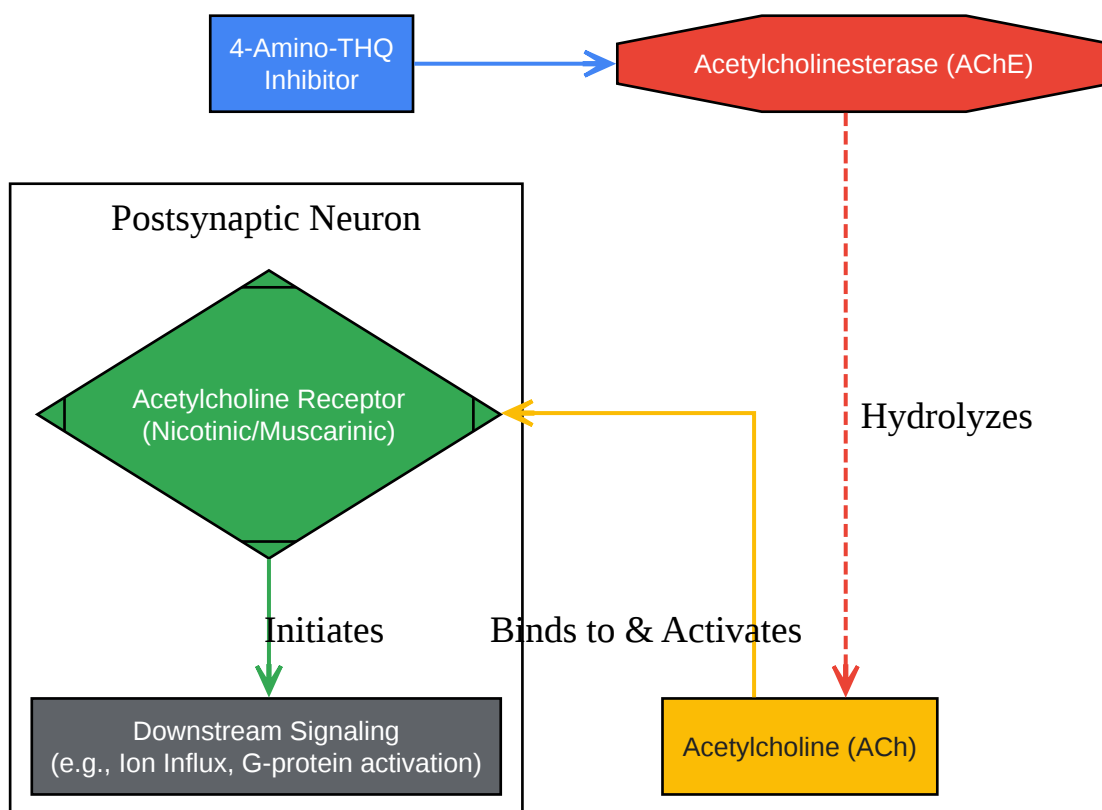 4-Amino-THQ
Inhibitor
Acetylcholinesterase (AChE)
Postsynaptic Neuron
Acetylcholine Receptor
(Nicotinic/Muscarinic)
Hydrolyzes
Initiates
Binds to & Activates
Downstream Signaling
(e.g., Ion Influx, G-protein activation)
Acetylcholine (ACh)